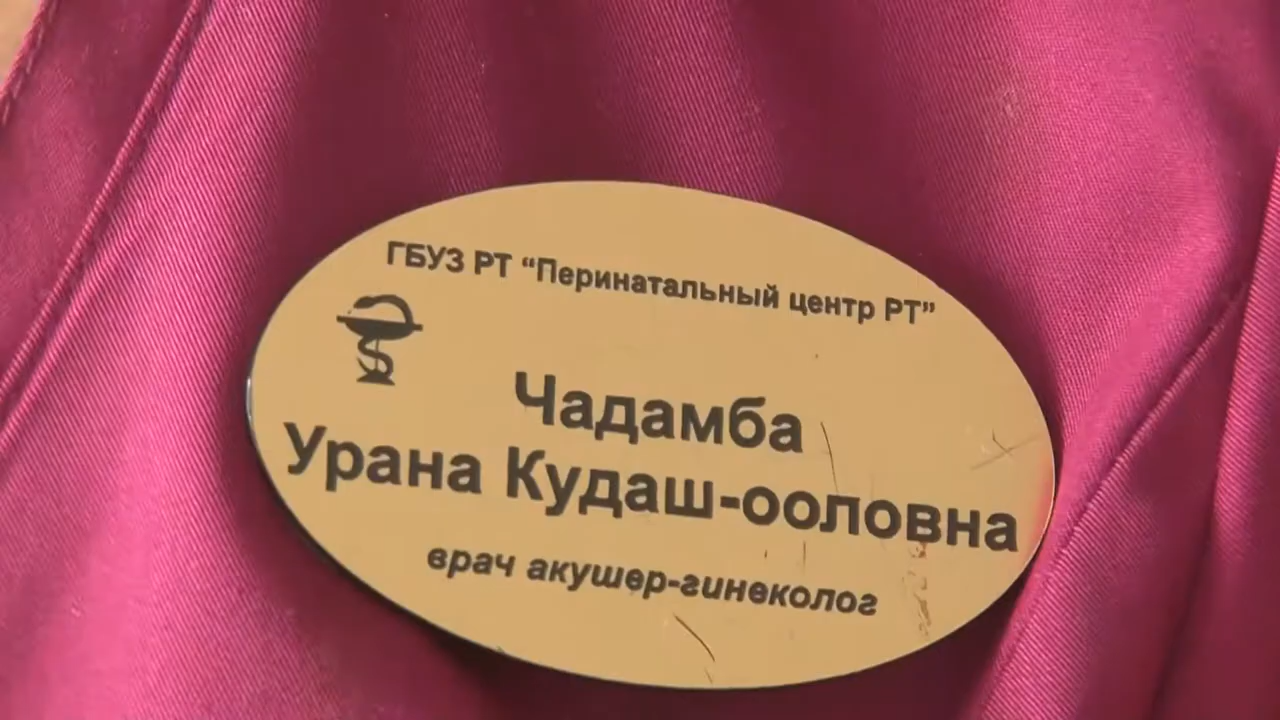 ГБУЗ РТ “Перинатальный центр РТ”
Чадамба
Урана Кудаш-ооловна
врач акушер-гинеколог